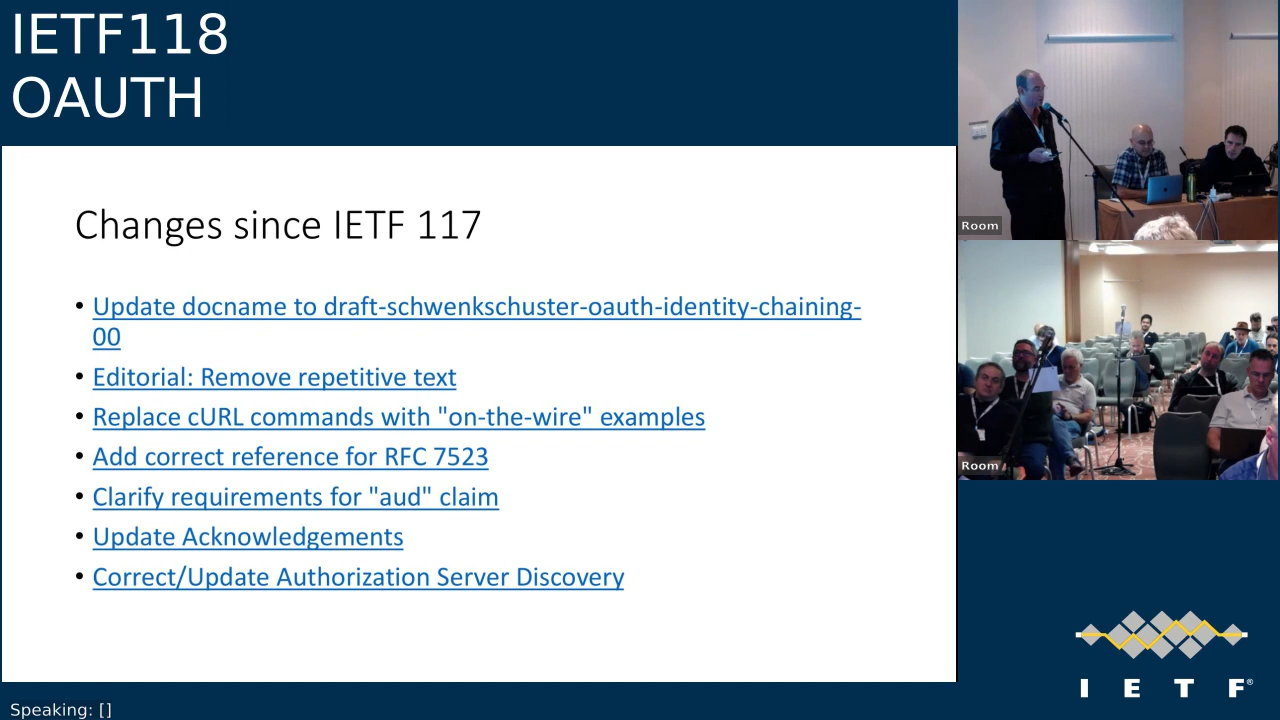 IETF118
OAUTH
Changes since IETF 117
• Update docname to draft-schwenkschuster-oauth-identity-chaining-
00
• Editorial: Remove repetitive text
• Replace cURL commands with "on-the-wire" examples
• Add correct reference for RFC 7523
• Clarify requirements for "aud" claim
• Update Acknowledgements
• Correct/Update Authorization Server Discovery
Room
Room
I E T F®
Speaking: []